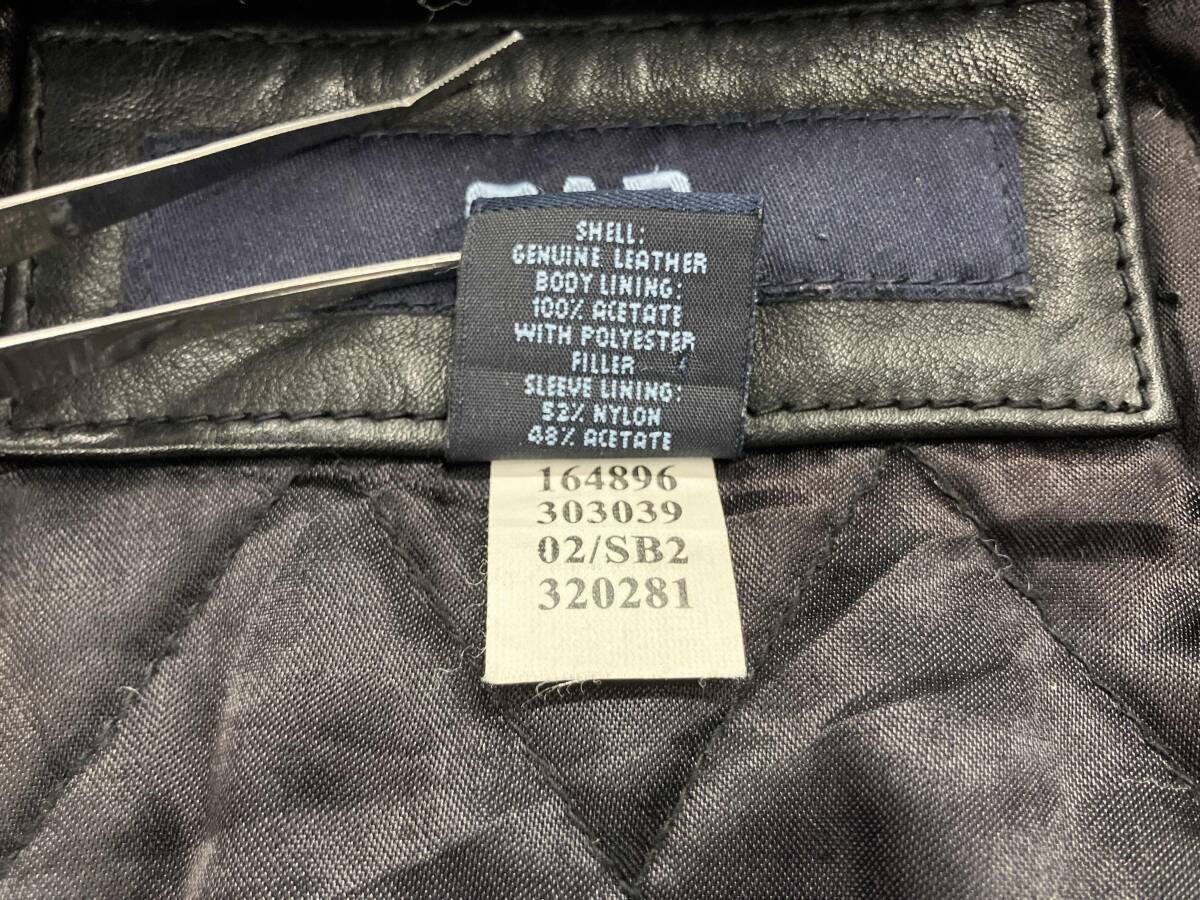 SHELL:
GENUINE LEATHER
BODY LINING:
100% ACETATE
WITH POLYESTER
FILLER
SLEEVE LINING:
52% NYLON
48% ACETATE
164896
303039
02/SB2
320281